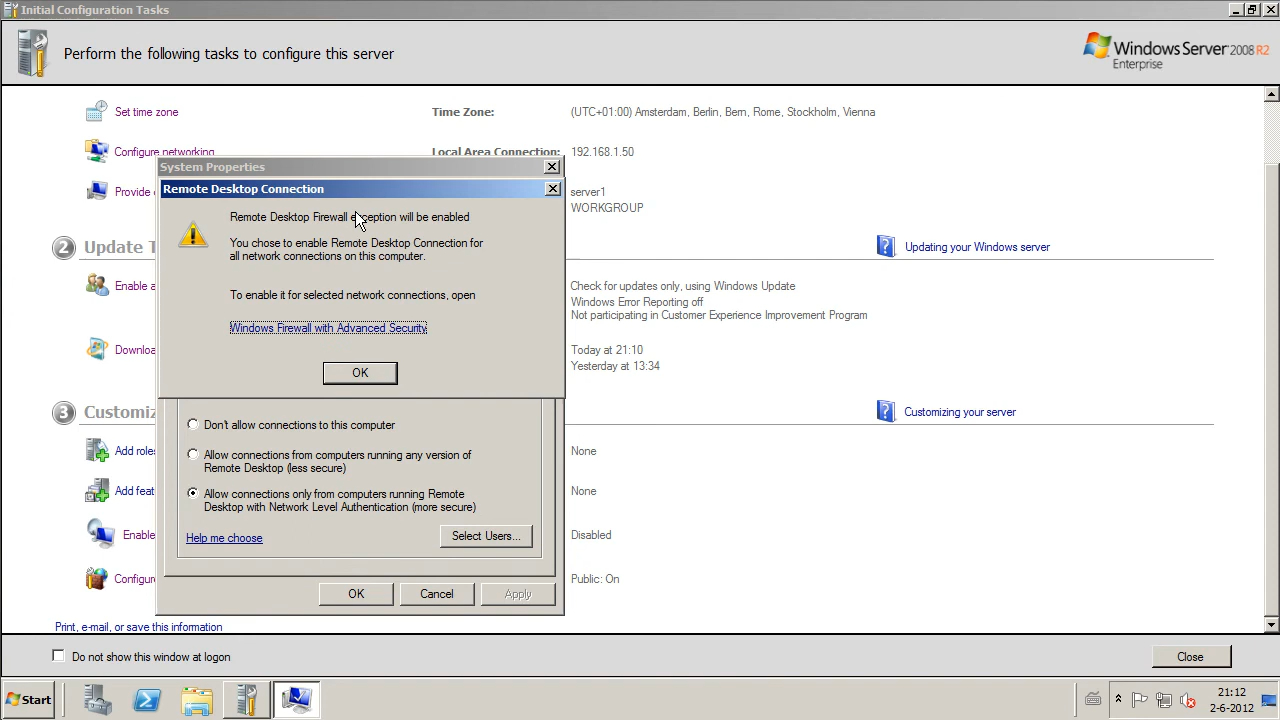 Initial Configuration Tasks
Perform the following tasks to configure this server
Windows Server 2008 R2
Enterprise
Set time zone
Time Zone:
(UTC+01:00) Amsterdam, Berlin, Bern, Rome, Stockholm, Vienna
Configure networking
Local Area Connection:
192.168.1.50
Provide
server1
WORKGROUP
System Properties
Remote Desktop Connection
Remote Desktop Firewall exception will be enabled
You chose to enable Remote Desktop Connection for
all network connections on this computer.
To enable it for selected network connections, open
Windows Firewall with Advanced Security
OK
2 Update
Updating your Windows server
Enable
Check for updates only, using Windows Update
Windows Error Reporting off
Not participating in Customer Experience Improvement Program
Today at 21:10
Yesterday at 13:34
3
Customizing your server
Don't allow connections to this computer
Allow connections from computers running any version of
Remote Desktop (less secure)
Allow connections only from computers running Remote
Desktop with Network Level Authentication (more secure)
Help me choose
Select Users...
OK
Cancel
Apply
Add roles
None
Add feat
None
Enable
Disabled
Public: On
Print, e-mail, or save this information
Do not show this window at logon
Close
Start
21:12
2-6-2012